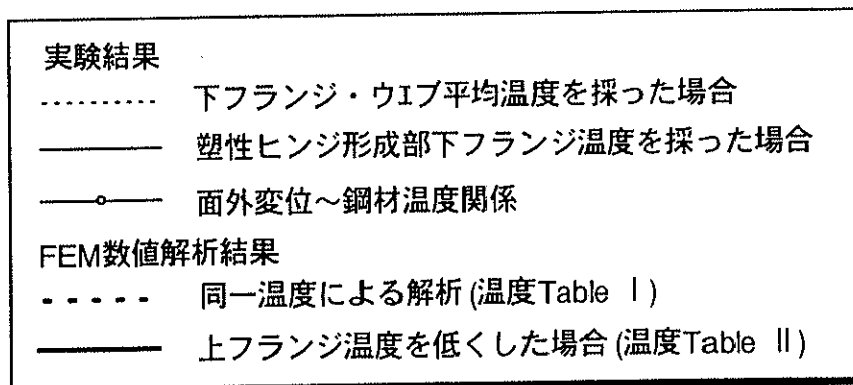 実験結果
下フランジ・ウエブ平均温度を採った場合
塑性ヒンジ形成部下フランジ温度を採った場合
面外変位～鋼材温度関係
FEM数値解析結果
同一温度による解析(温度Table Ⅰ)
上フランジ温度を低くした場合(温度Table Ⅱ)